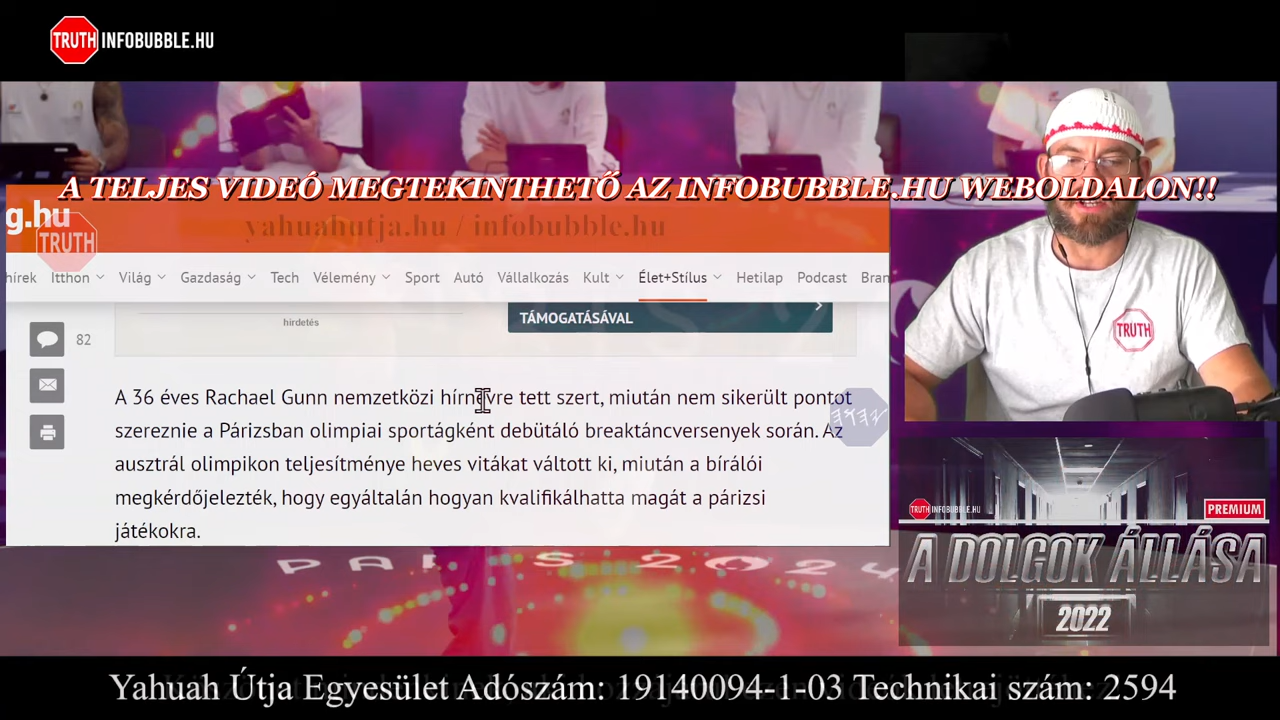 TRUTH INFOBUBBLE.HU
A TELJES VIDEÓ MEGTEKINTHETŐ AZ INFOBUBBLE.HU WEBOLDALON!!
g.hu
TRUTH
yahuahutja.hu / infobubble.hu
hírek Itthon Világ Gazdaság Tech Vélemény Sport Autó Vállalkozás Kult Élet+Stílus Hetilap Podcast Bran
hirdetés
TÁMOGATÁSÁVAL
82
A 36 éves Rachael Gunn nemzetközi hírnévre tett szert, miután nem sikerült pontot
szereznie a Párizsban olimpiai sportágként debütáló breaktáncversenyek során. Az
ausztrál olimpikon teljesítménye heves vitákat váltott ki, miután a bírálói
megkérdőjelezték, hogy egyáltalán hogyan kvalifikálhatta magát a párizsi
játékokra.
TRUTH
TRUTH INFOBUBBLE.HU
PREMIUM
A DOLGOK ÁLLÁSA
2022
PARIS 2024
Yahuah Útja Egyesület Adószám: 19140094-1-03 Technikai szám: 2594